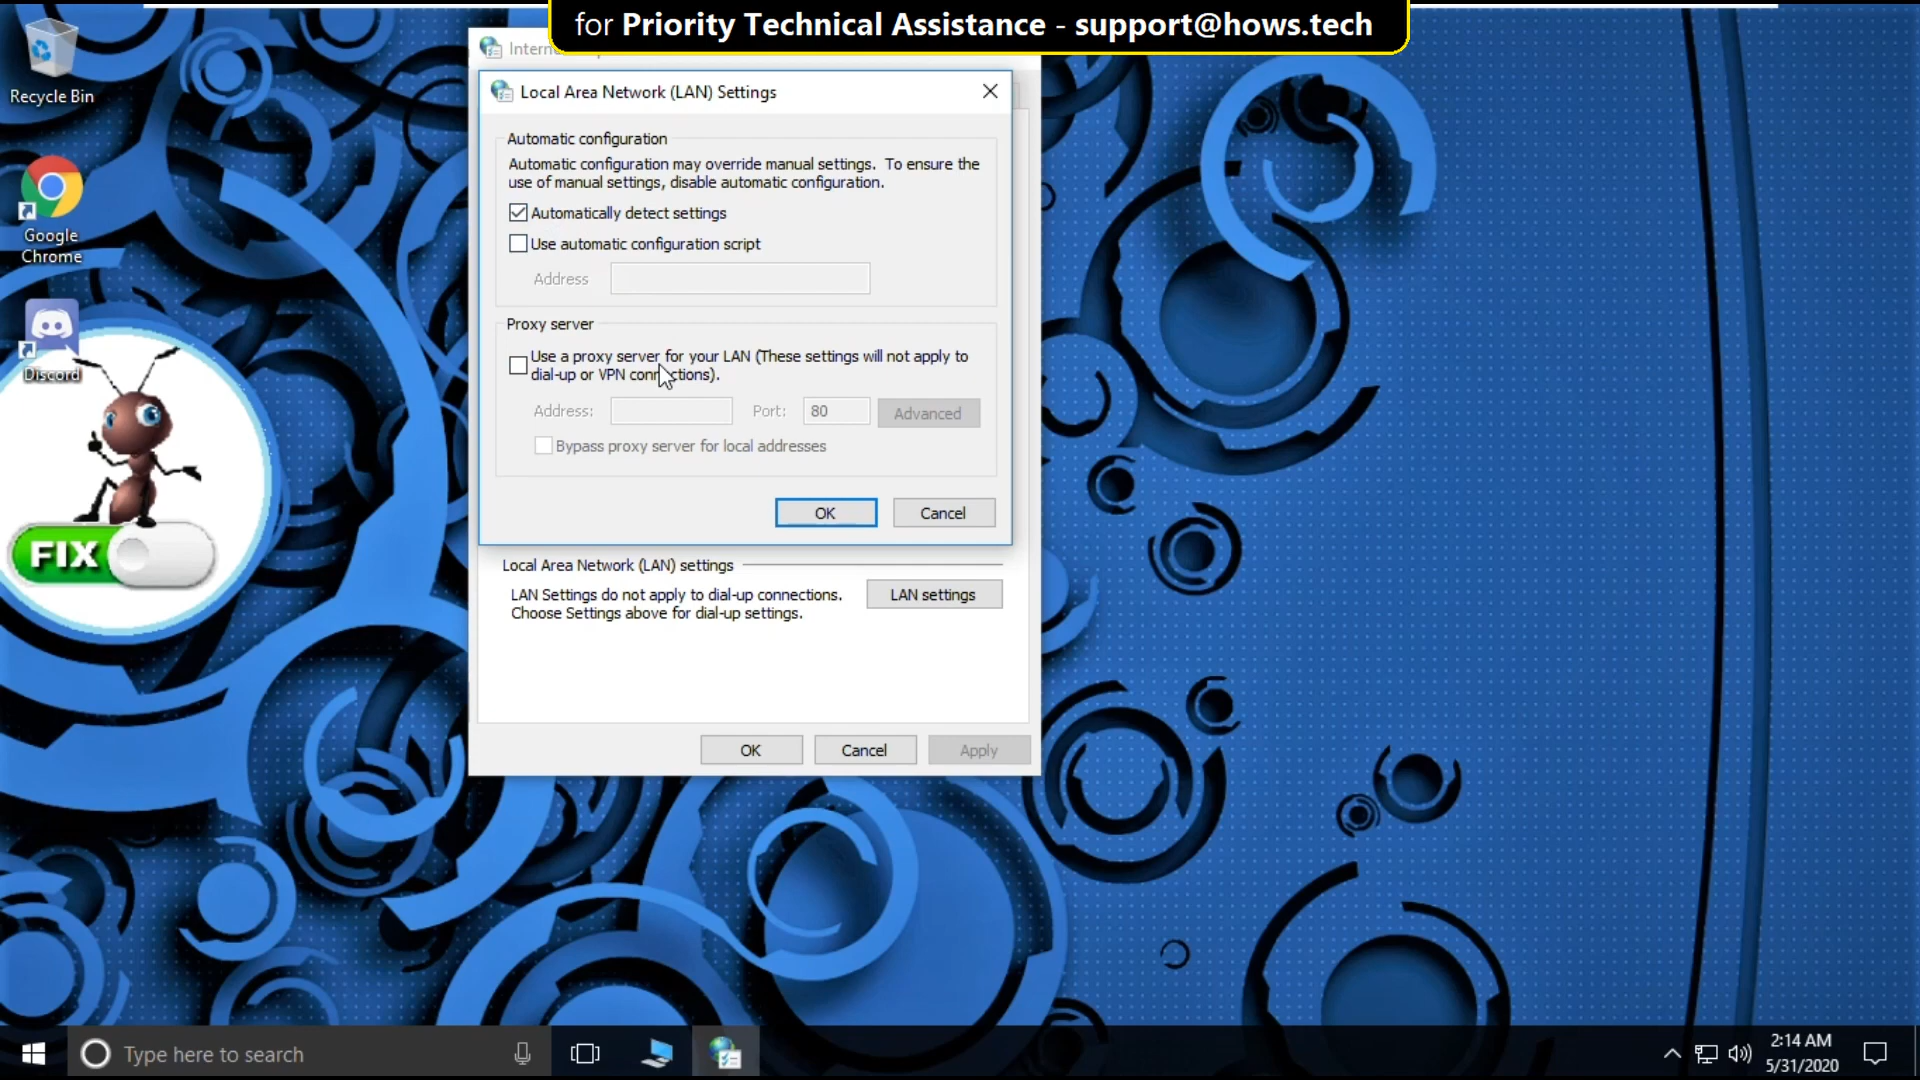 for Priority Technical Assistance - support@hows.tech
Recycle Bin
Google
Chrome
Discord
FIX
Local Area Network (LAN) Settings
Automatic configuration
Automatic configuration may override manual settings. To ensure the
use of manual settings, disable automatic configuration.
Automatically detect settings
Use automatic configuration script
Address
Proxy server
Use a proxy server for your LAN (These settings will not apply to
dial-up or VPN connections).
Address:
Port:
80
Advanced
Bypass proxy server for local addresses
OK
Cancel
Local Area Network (LAN) settings
LAN Settings do not apply to dial-up connections.
Choose Settings above for dial-up settings.
LAN settings
OK
Cancel
Apply
Type here to search
2:14 AM
5/31/2020